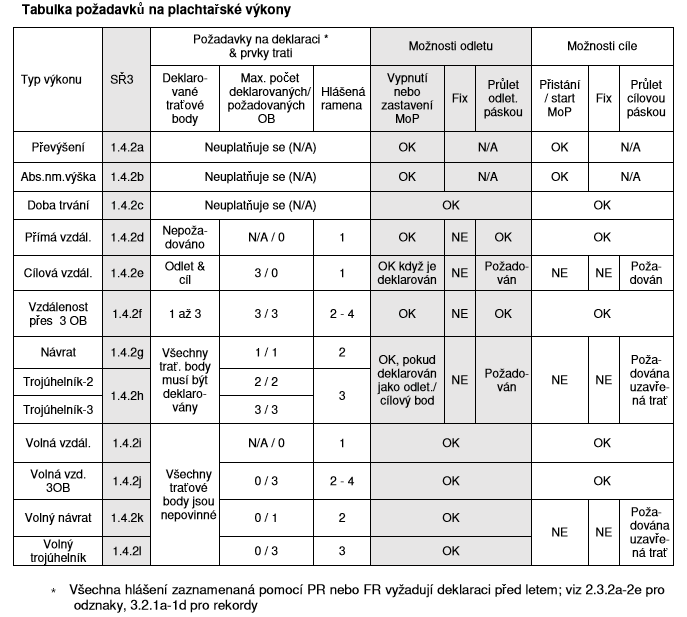 Tabulka požadavků na plachtařské výkony
Typ výkonu
SŘ3
Požadavky na deklaraci *
& prvky trati
Možnosti odletu
Možnosti cíle
Deklaro-
vané
traťové
body
Max. počet
deklarovaných/
požadovaných
OB
Hlášená
ramena
Vypnutí
nebo
zastavení
MoP
Fix
Průlet
odlet.
páskou
Přistání
/ start
MoP
Fix
Průlet
cílovou
páskou
Převýšení 1.4.2a Neuplatňuje se (N/A) OK N/A OK N/A
Abs.nm.výška 1.4.2b Neuplatňuje se (N/A) OK N/A OK N/A
Doba trvání 1.4.2c Neuplatňuje se (N/A) OK OK
Přímá vzdál. 1.4.2d Nepoža-
dováno
N/A / 0 1 OK NE OK OK
Cílová vzdál. 1.4.2e Odlet &
cíl
3 / 0 1 OK když je
deklarován
NE Požado-
ván
NE NE Poža-
dován
Vzdálenost
přes 3 OB
1.4.2f 1 až 3 3 / 3 2 - 4 OK NE OK OK
Návrat 1.4.2g
Všechny
trať. body
musí být
deklaro-
vány
1 / 1 2
Trojúhelník-2 1.4.2h 2 / 2 3
Trojúhelník-3 3 / 3
OK, pokud
deklarován
jako odlet./
cílový bod
NE Požado-
ván
NE NE
Poža-
dována
uzavře-
ná trať
Volná vzdál. 1.4.2i N/A / 0 1 OK OK
Všechny
traťové
body jsou
nepovinné
Volná vzd.
3OB
1.4.2j 0 / 3 2 - 4 OK OK
Volný návrat 1.4.2k 0 / 1 2 OK
Volný
trojúhelník
1.4.2l 0 / 3 3 OK
NE NE
Poža-
dována
uzavře-
ná trať
* Všechna hlášení zaznamenaná pomocí PR nebo FR vyžadují deklaraci před letem; viz 2.3.2a-2e pro
odznaky, 3.2.1a-1d pro rekordy